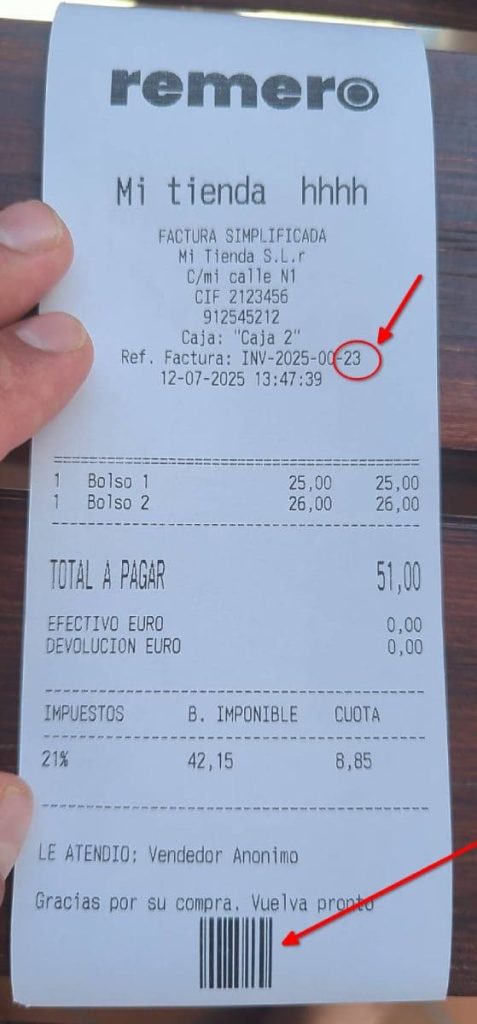 remero
Mi tienda hhhh
FACTURA SIMPLIFICADA
Mi Tienda S.L.r
C/mi calle N1
CIF 2123456
912545212
Caja: "Caja 2"
Ref. Factura: INV-2025-00-23
12-07-2025 13:47:39
1 Bolso 1 25,00 25,00
1 Bolso 2 26,00 26,00
TOTAL A PAGAR 51,00
EFECTIVO EURO 0,00
DEVOLUCION EURO 0,00
IMPUESTOS B. IMPONIBLE CUOTA
21% 42,15 8,85
LE ATENDIO: Vendedor Anonimo
Gracias por su compra. Vuelva pronto